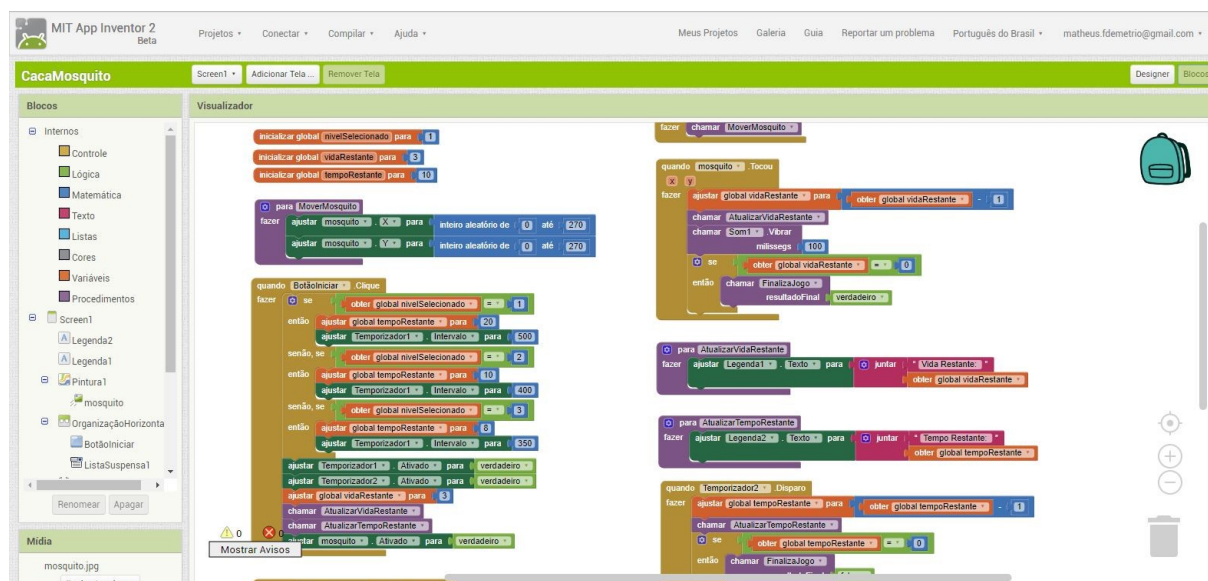 MIT App Inventor 2
Beta
Projetos Conectar Compilar Ajuda
Meus Projetos Galeria Guia Reportar um problema Português do Brasil matheus.fdemetrio@gmail.com
CacaMosquito
Screen1 Adicionar Tela ... Remover Tela
Designer Blocos
Blocos
Internos
Controle
Lógica
Matemática
Texto
Listas
Cores
Variáveis
Procedimentos
Screen1
Legenda2
Legenda1
Pintura1
mosquito
OrganizaçãoHorizonta
BotãoIniciar
ListaSuspensa1
Renomear Apagar
Mídia
mosquito.jpg
Visualizador
inicializar global nivelSelecionado para 1
inicializar global vidaRestante para 3
inicializar global tempoRestante para 10
para MoverMosquito
fazer ajustar mosquito . X para inteiro aleatório de 0 até 270
ajustar mosquito . Y para inteiro aleatório de 0 até 270
quando BotãoIniciar .Clique
fazer se obter global nivelSelecionado = 1
então ajustar global tempoRestante para 20
ajustar Temporizador1 . Intervalo para 500
senão, se obter global nivelSelecionado = 2
então ajustar global tempoRestante para 10
ajustar Temporizador1 . Intervalo para 400
senão, se obter global nivelSelecionado = 3
então ajustar global tempoRestante para 8
ajustar Temporizador1 . Intervalo para 350
ajustar Temporizador1 . Ativado para verdadeiro
ajustar Temporizador2 . Ativado para verdadeiro
ajustar global vidaRestante para 3
chamar AtualizarVidaRestante
chamar AtualizarTempoRestante
ajustar mosquito . Ativado para verdadeiro
0 0
Mostrar Avisos
fazer chamar MoverMosquito
quando mosquito .Tocou
x y
fazer ajustar global vidaRestante para obter global vidaRestante - 1
chamar AtualizarVidaRestante
chamar Som1 .Vibrar
milissegs 100
se obter global vidaRestante = 0
então chamar FinalizaJogo
resultadoFinal verdadeiro
para AtualizarVidaRestante
fazer ajustar Legenda1 . Texto para juntar " Vida Restante: "
obter global vidaRestante
para AtualizarTempoRestante
fazer ajustar Legenda2 . Texto para juntar " Tempo Restante: "
obter global tempoRestante
quando Temporizador2 .Disparo
fazer ajustar global tempoRestante para obter global tempoRestante - 1
chamar AtualizarTempoRestante
se obter global tempoRestante = 0
então chamar FinalizaJogo